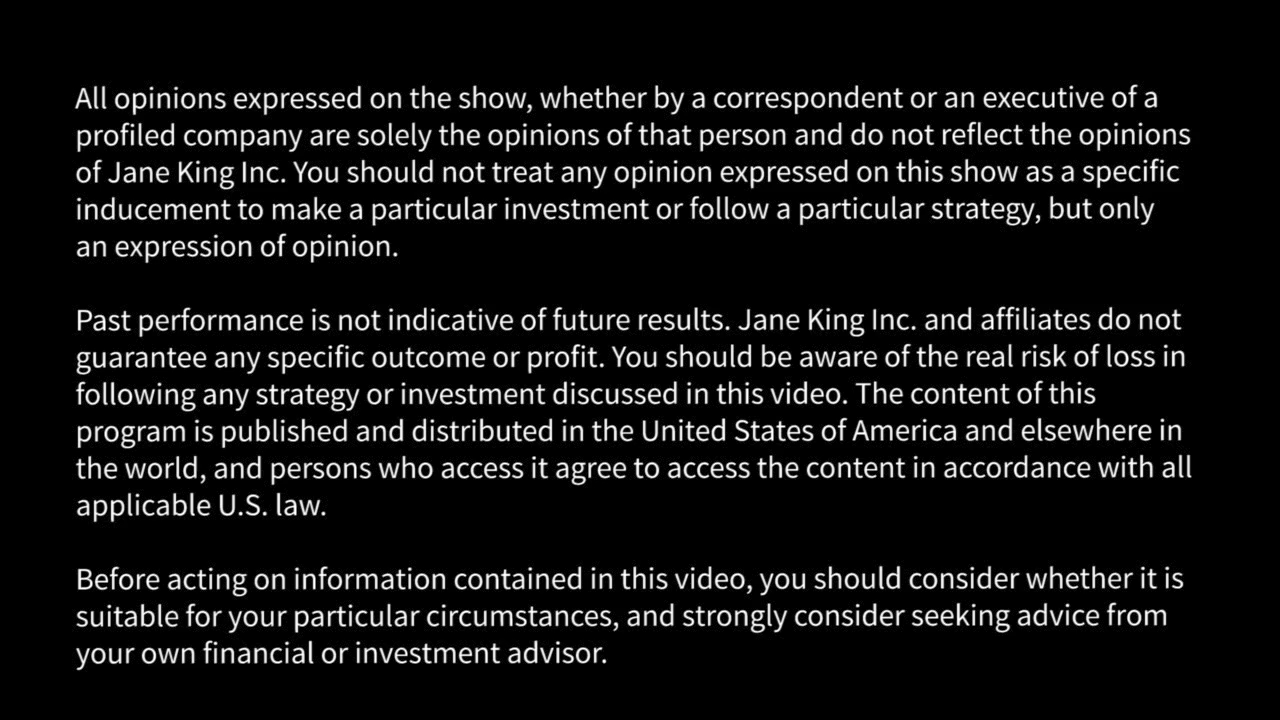 All opinions expressed on the show, whether by a correspondent or an executive of a
profiled company are solely the opinions of that person and do not reflect the opinions
of Jane King Inc. You should not treat any opinion expressed on this show as a specific
inducement to make a particular investment or follow a particular strategy, but only
an expression of opinion.
Past performance is not indicative of future results. Jane King Inc. and affiliates do not
guarantee any specific outcome or profit. You should be aware of the real risk of loss in
following any strategy or investment discussed in this video. The content of this
program is published and distributed in the United States of America and elsewhere in
the world, and persons who access it agree to access the content in accordance with all
applicable U.S. law.
Before acting on information contained in this video, you should consider whether it is
suitable for your particular circumstances, and strongly consider seeking advice from
your own financial or investment advisor.